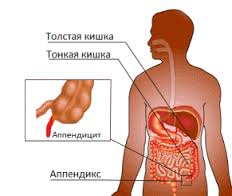 Толстая кишка
Тонкая кишка
Аппендицит
Аппендикс